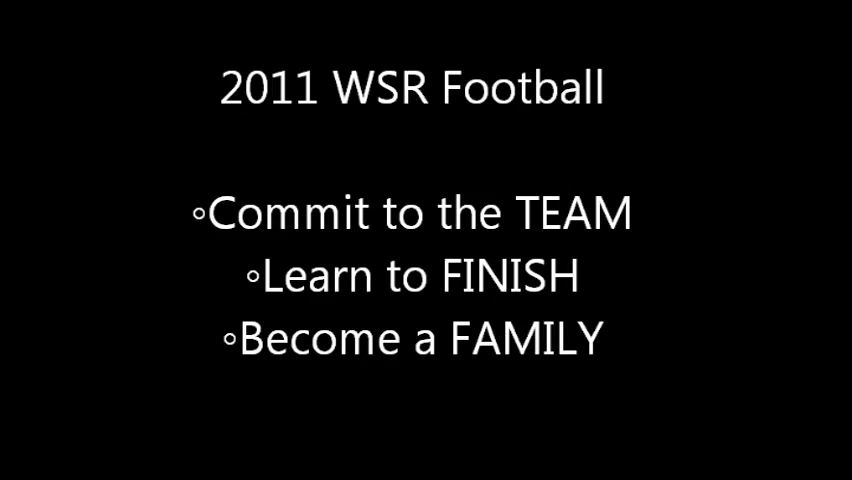 2011 WSR Football
◦Commit to the TEAM
◦Learn to FINISH
◦Become a FAMILY